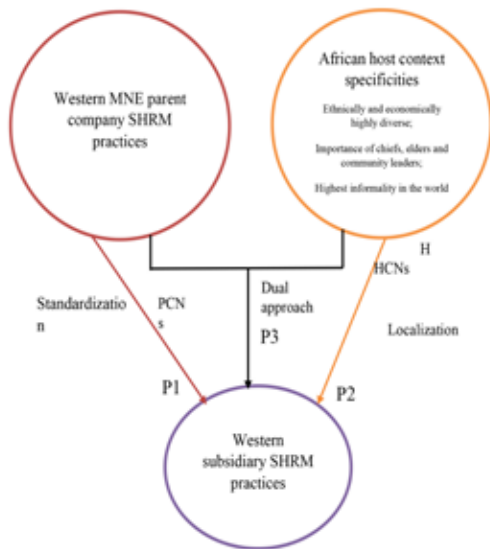 Western MNE parent
company SHRM
practices
African host context
specificities
Ethnically and economically
highly diverse;
Importance of chiefs, elders and
community leaders;
Highest informality in the world
H
HCNs
Standardizatio
n
PCN
s
Dual
approach
P3
Localization
P1
P2
Western
subsidiary SHRM
practices